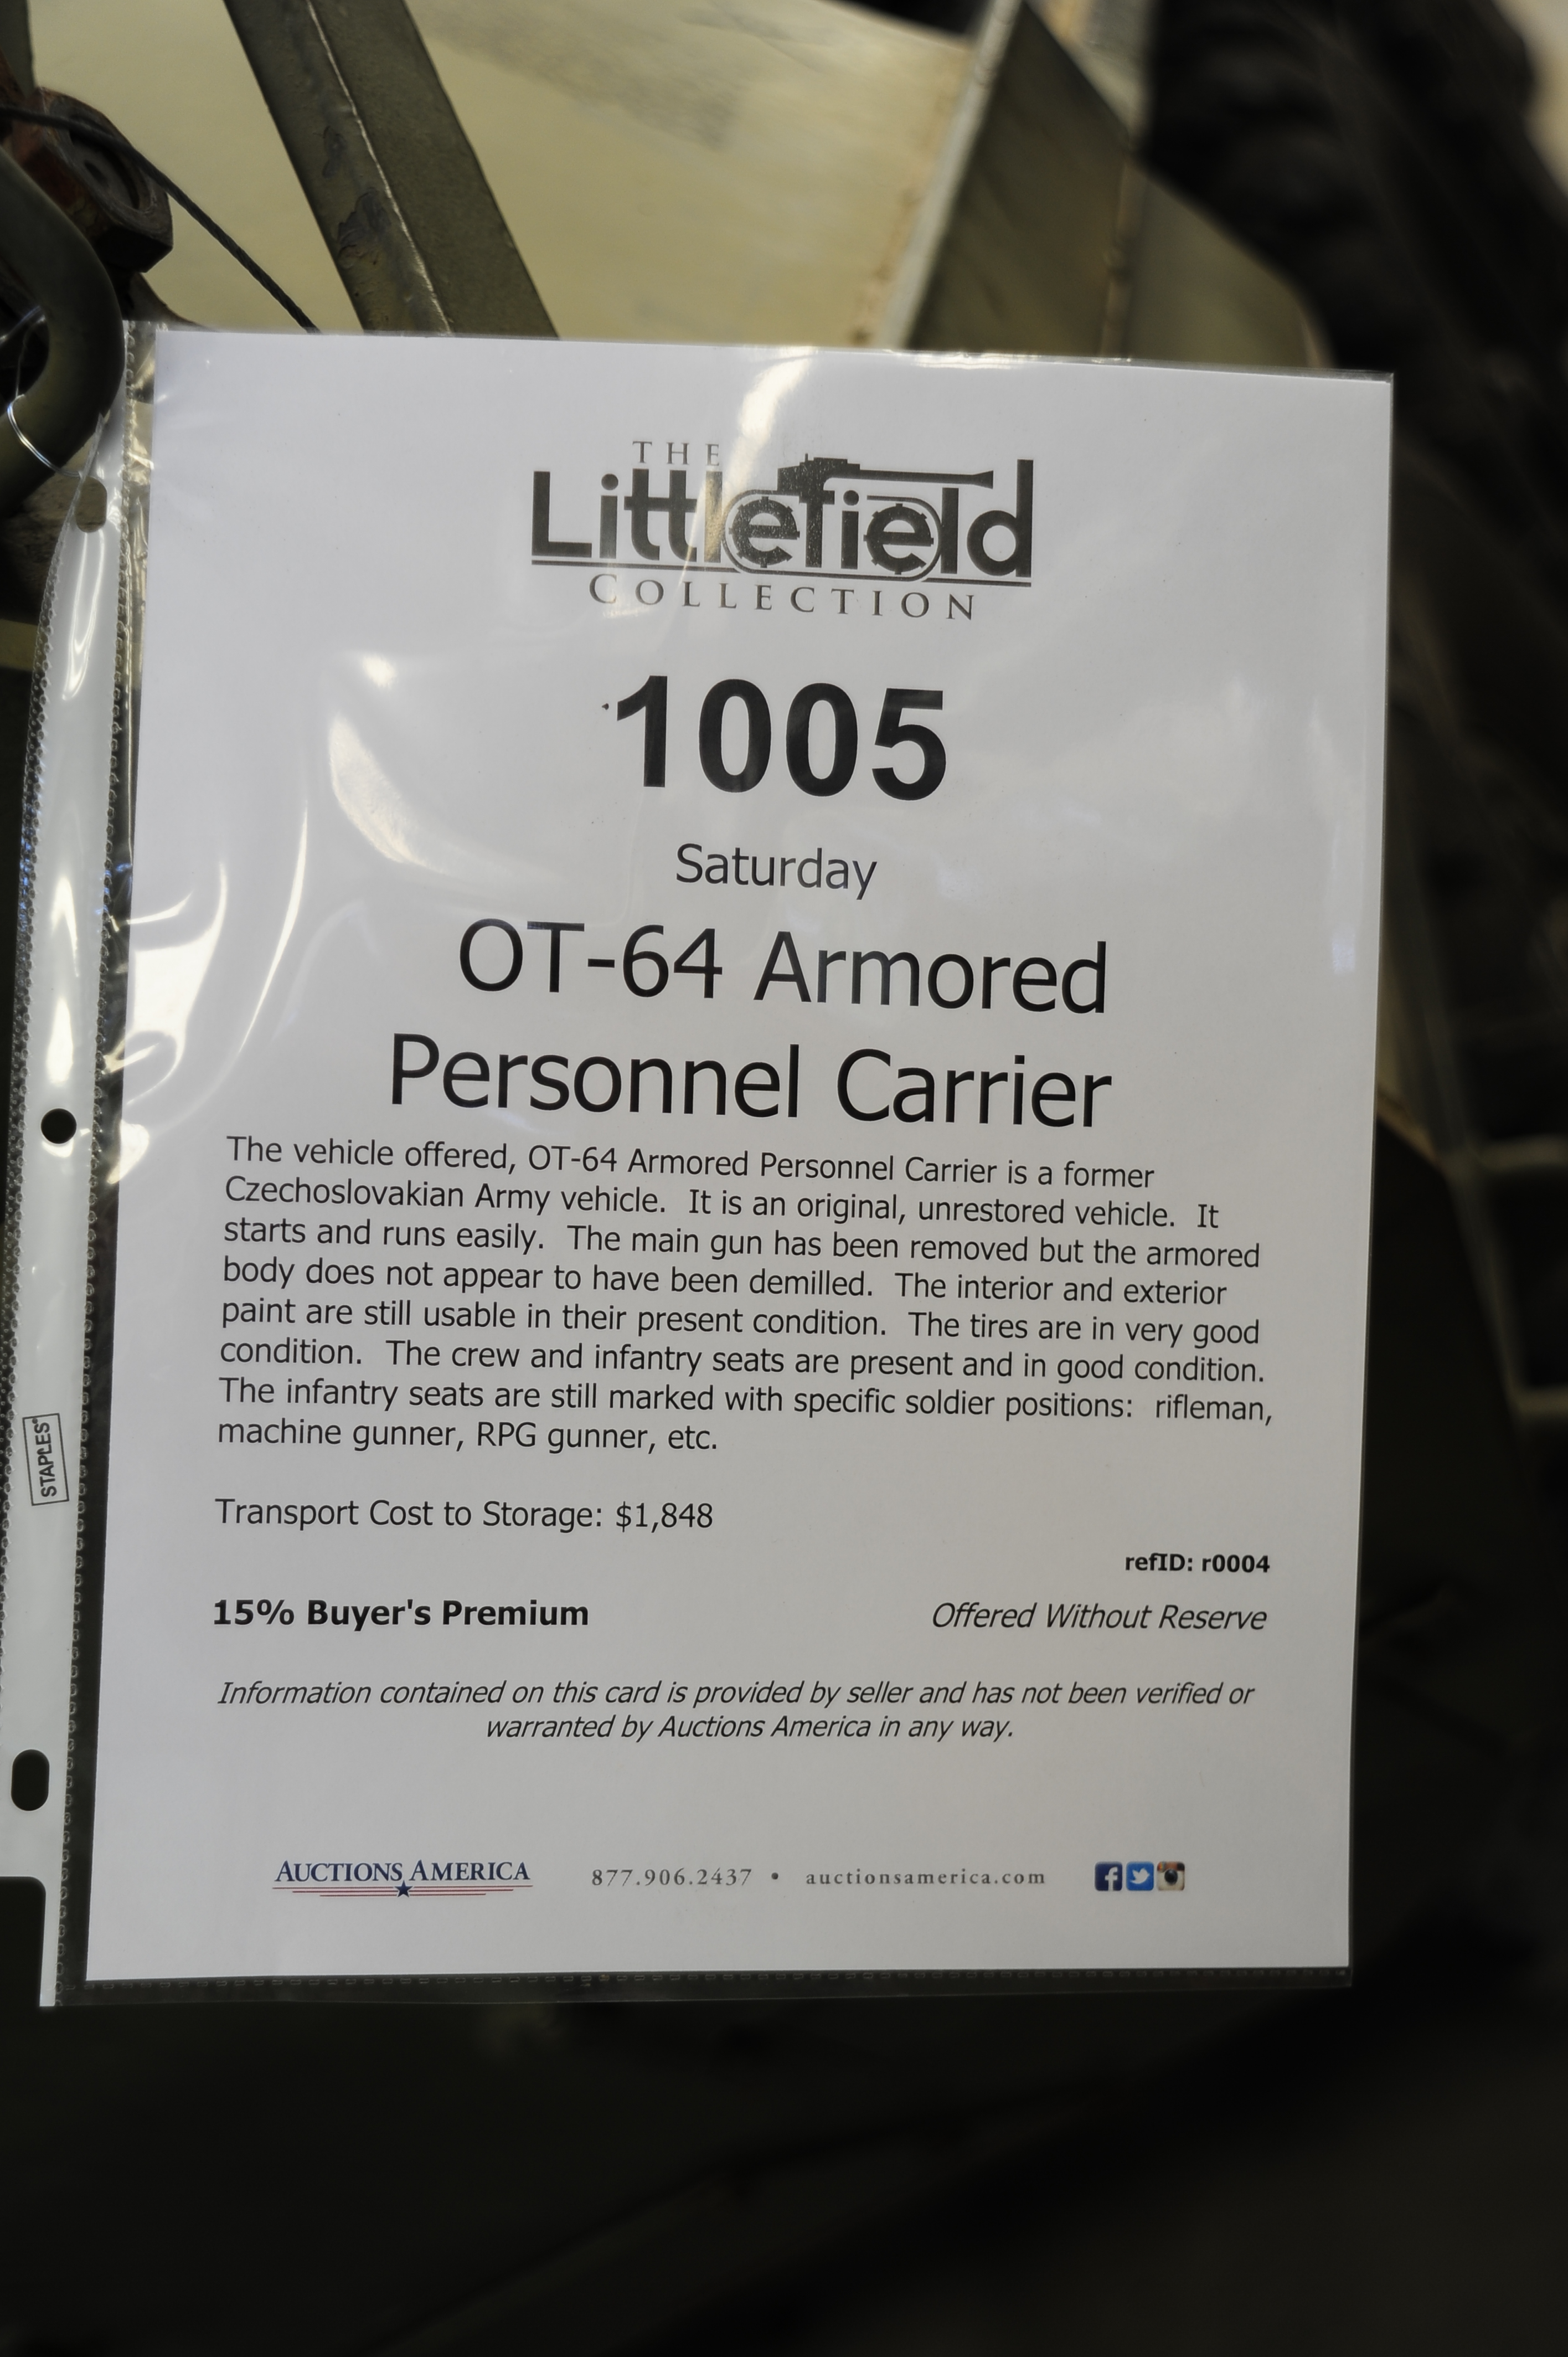 THE
Littlefield
COLLECTION
1005
Saturday
OT-64 Armored
Personnel Carrier
The vehicle offered, OT-64 Armored Personnel Carrier is a former
Czechoslovakian Army vehicle.  It is an original, unrestored vehicle.  It
starts and runs easily.  The main gun has been removed but the armored
body does not appear to have been demilled.  The interior and exterior
paint are still usable in their present condition.  The tires are in very good
condition.  The crew and infantry seats are present and in good condition.
The infantry seats are still marked with specific soldier positions:  rifleman,
machine gunner, RPG gunner, etc.
STAPLES
Transport Cost to Storage: $1,848
refID: r0004
15% Buyer's Premium
Offered Without Reserve
Information contained on this card is provided by seller and has not been verified or
warranted by Auctions America in any way.
AUCTIONS AMERICA 877.906.2437 • auctionsamerica.com